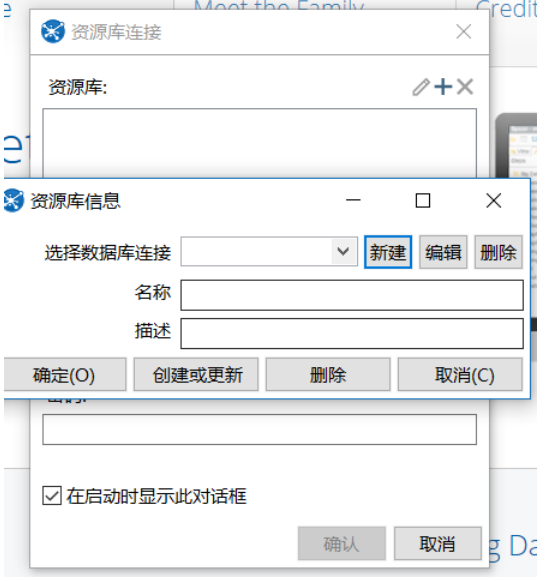 Meet the Family
Credit
资源库连接
资源库:
资源库信息
选择数据库连接
新建
编辑
删除
名称
描述
确定(O)
创建或更新
删除
取消(C)
在启动时显示此对话框
确认
取消
g Da